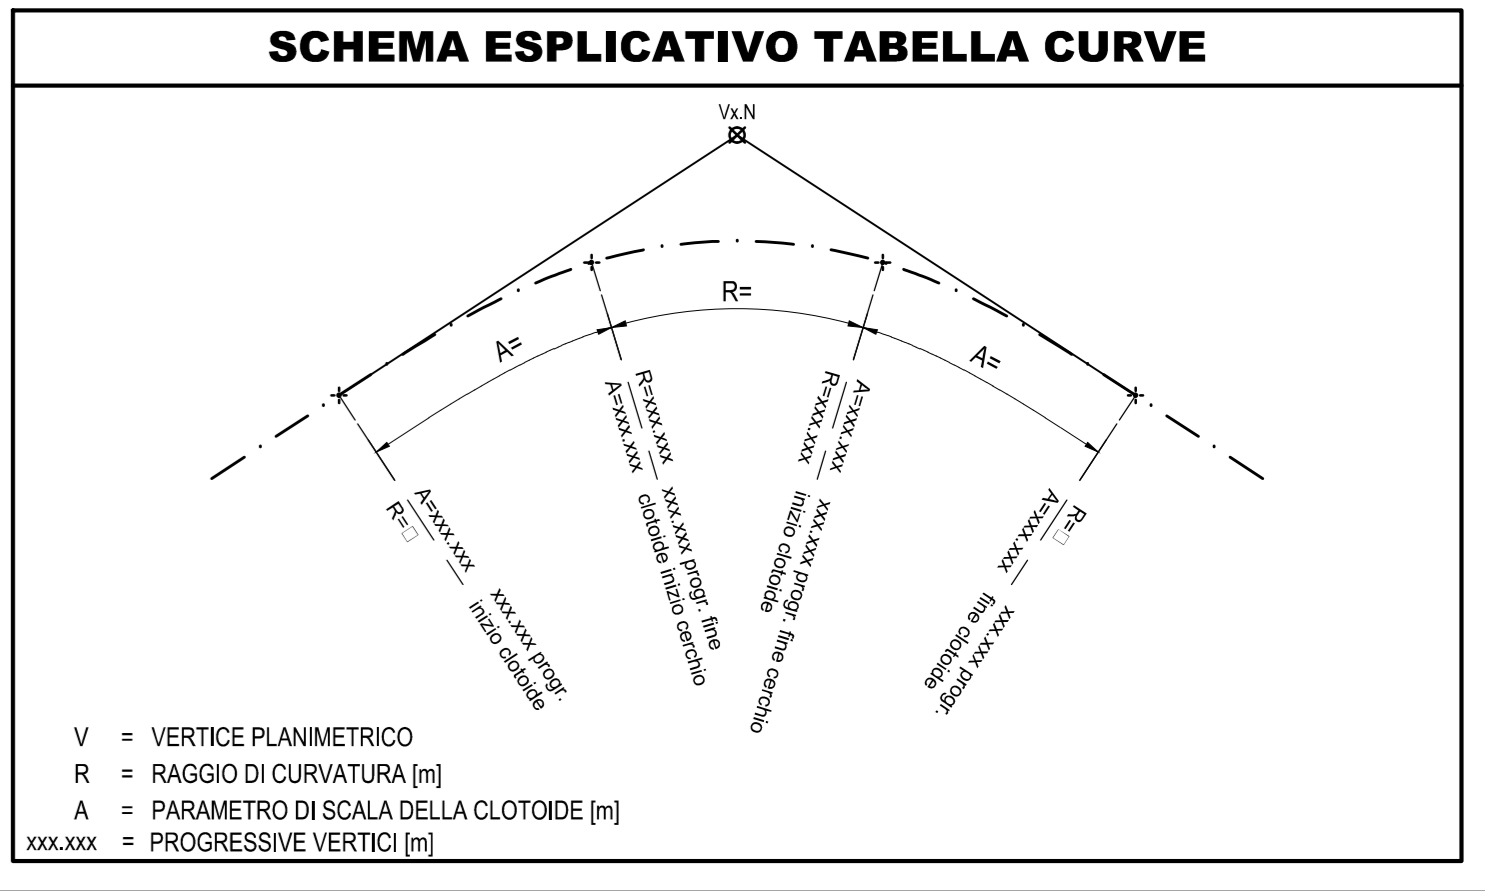 SCHEMA ESPLICATIVO TABELLA CURVE
Vx.N
R=
A=
A=
A=xxx.xxx
R=□
xxx.xxx progr.
inizio clotoide
R=xxx.xxx
A=xxx.xxx
xxx.xxx progr. fine
clotoide inizio cerchio
A=xxx.xxx
R=xxx.xxx
xxx.xxx progr. fine cerchio
inizio clotoide
R=□
A=xxx.xxx
xxx.xxx progr.
fine clotoide
V = VERTICE PLANIMETRICO
R = RAGGIO DI CURVATURA [m]
A = PARAMETRO DI SCALA DELLA CLOTOIDE [m]
xxx.xxx = PROGRESSIVE VERTICI [m]